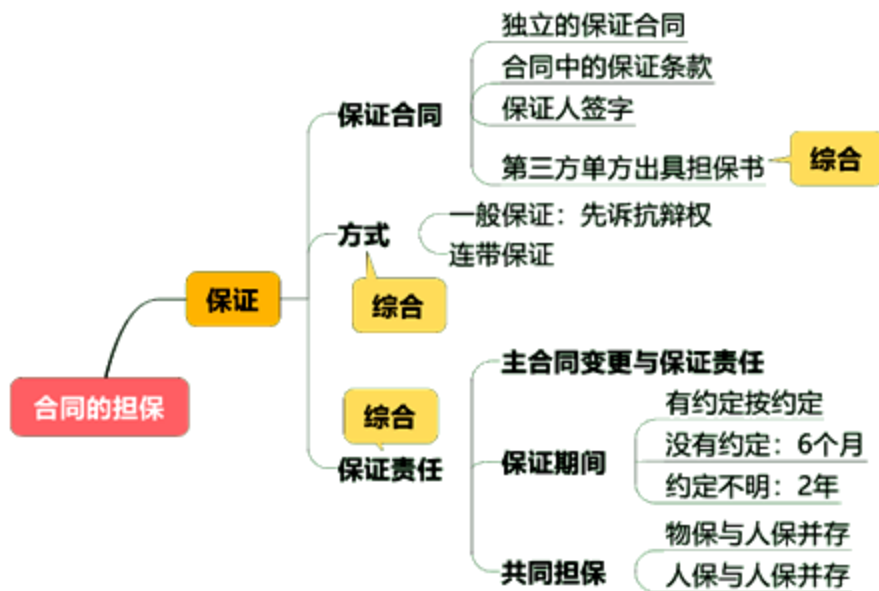 独立的保证合同
合同中的保证条款
保证合同
保证人签字
第三方单方出具担保书
综合
一般保证：先诉抗辩权
方式
连带保证
保证
综合
主合同变更与保证责任
合同的担保
综合
有约定按约定
没有约定：6个月
保证期间
保证责任
约定不明：2年
物保与人保并存
共同担保
人保与人保并存